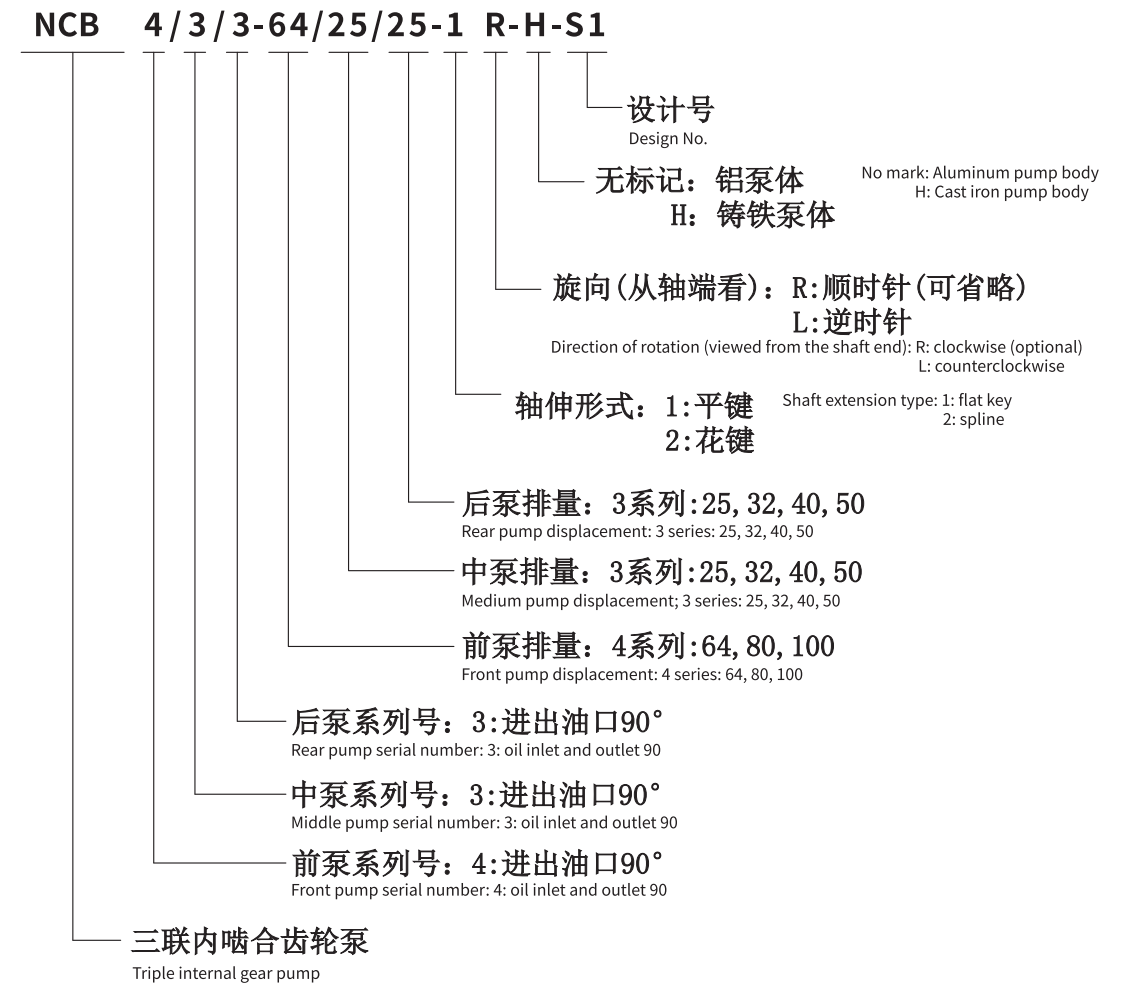 NCB 4/3/3-64/25/25-1 R-H-S1
设计号
Design No.
无标记：铝泵体
H：铸铁泵体
No mark: Aluminum pump body
H: Cast iron pump body
旋向(从轴端看)：R:顺时针(可省略)
L:逆时针
Direction of rotation (viewed from the shaft end): R: clockwise (optional)
L: counterclockwise
轴伸形式：1:平键
2:花键
Shaft extension type: 1: flat key
2: spline
后泵排量：3系列:25,32,40,50
Rear pump displacement: 3 series: 25, 32, 40, 50
中泵排量：3系列:25,32,40,50
Medium pump displacement; 3 series: 25, 32, 40, 50
前泵排量：4系列:64,80,100
Front pump displacement: 4 series: 64, 80, 100
后泵系列号：3:进出油口90°
Rear pump serial number: 3: oil inlet and outlet 90
中泵系列号：3:进出油口90°
Middle pump serial number: 3: oil inlet and outlet 90
前泵系列号：4:进出油口90°
Front pump serial number: 4: oil inlet and outlet 90
三联内啮合齿轮泵
Triple internal gear pump